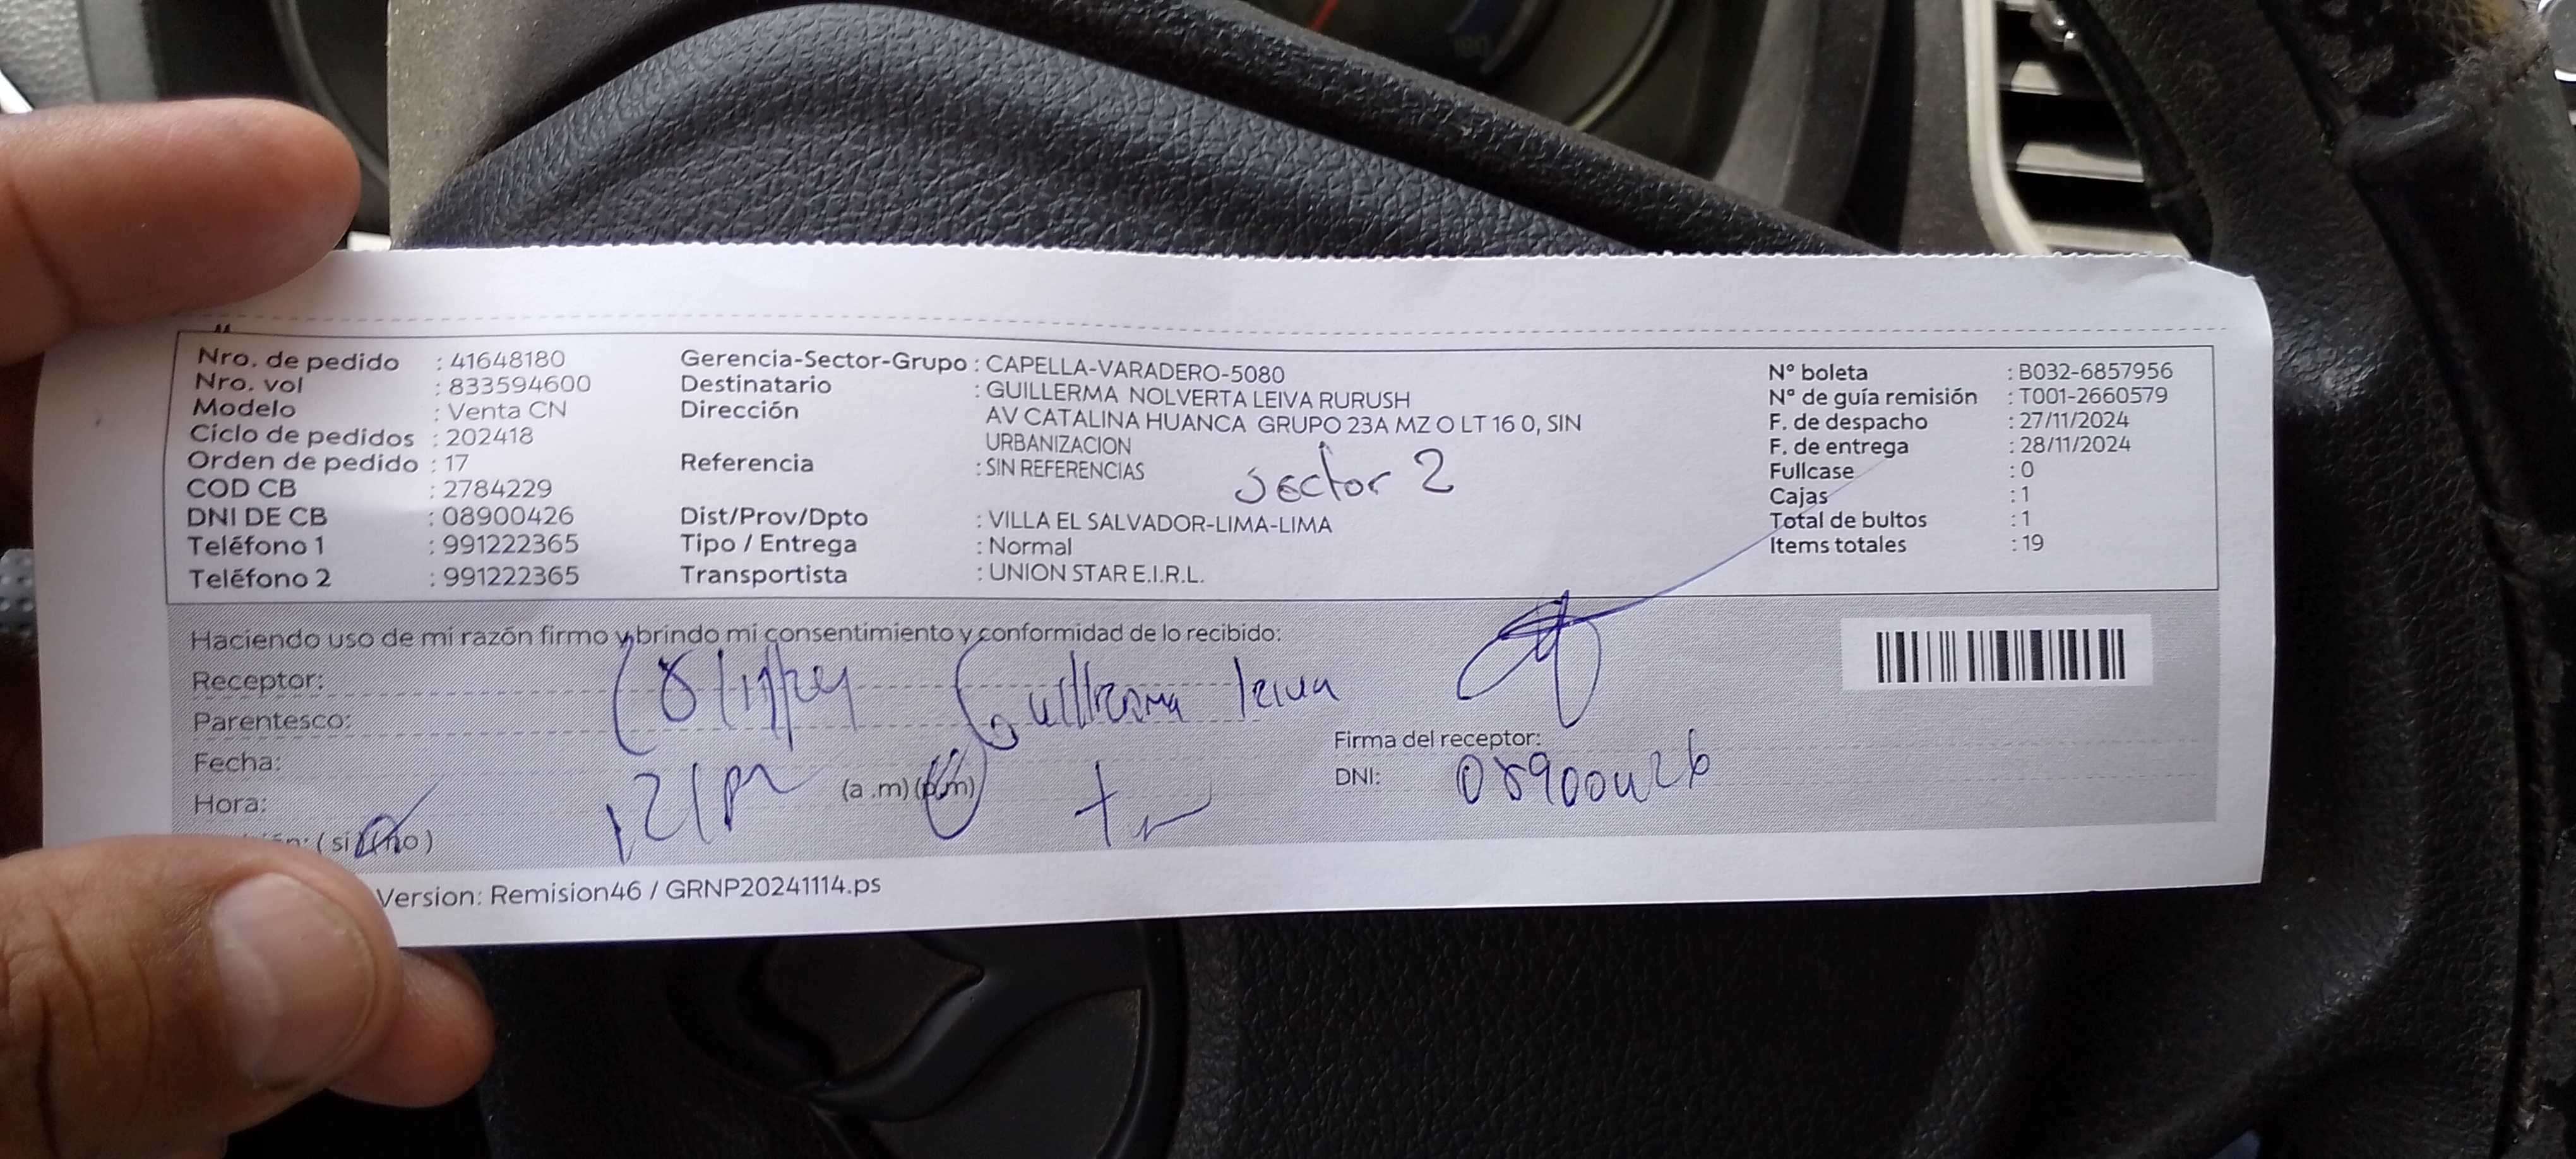 Nro. de pedido : 41648180
Nro. vol : 833594600
Modelo : Venta CN
Ciclo de pedidos : 202418
Orden de pedido : 17
COD CB : 2784229
DNI DE CB : 08900426
Teléfono 1 : 991222365
Teléfono 2 : 991222365
Gerencia-Sector-Grupo : CAPELLA-VARADERO-5080
Destinatario : GUILLERMA NOLVERTA LEIVA RURUSH
Dirección AV CATALINA HUANCA GRUPO 23A MZ O LT 16 0, SIN
URBANIZACION
Referencia : SIN REFERENCIAS
sector 2
Dist/Prov/Dpto : VILLA EL SALVADOR-LIMA-LIMA
Tipo / Entrega : Normal
Transportista : UNION STAR E.I.R.L.
N° boleta : B032-6857956
N° de guía remisión : T001-2660579
F. de despacho : 27/11/2024
F. de entrega : 28/11/2024
Fullcase : 0
Cajas : 1
Total de bultos : 1
Items totales : 19
Haciendo uso de mi razón firmo y brindo mi consentimiento y conformidad de lo recibido:
Receptor: Guillerma leiva
Parentesco:
Fecha:
Hora: (a .m) (p.m)
( si ) ( no )
Firma del receptor:
DNI: 08900426
Version: Remision46 / GRNP20241114.ps